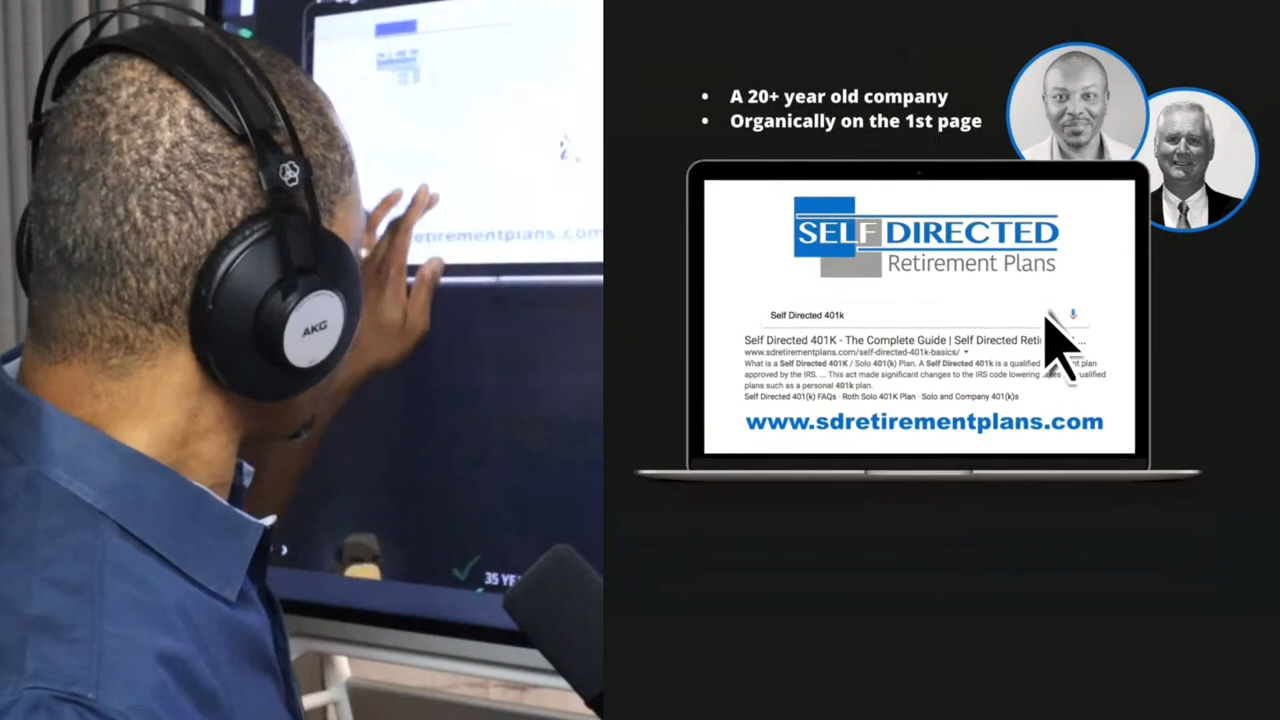 AKG
etirementplans.com
35 YE
• A 20+ year old company
• Organically on the 1st page
SELF DIRECTED
Retirement Plans
Self Directed 401k
Self Directed 401K - The Complete Guide | Self Directed Reti ...
www.sdretirementplans.com/self-directed-401k-basics/
What is a Self Directed 401K / Solo 401(k) Plan. A Self Directed 401k is a qualified plan
approved by the IRS. ... This act made significant changes to the IRS code lowering
plans such as a personal 401k plan.
Self Directed 401(k) FAQs · Roth Solo 401K Plan · Solo and Company 401(k)s
www.sdretirementplans.com